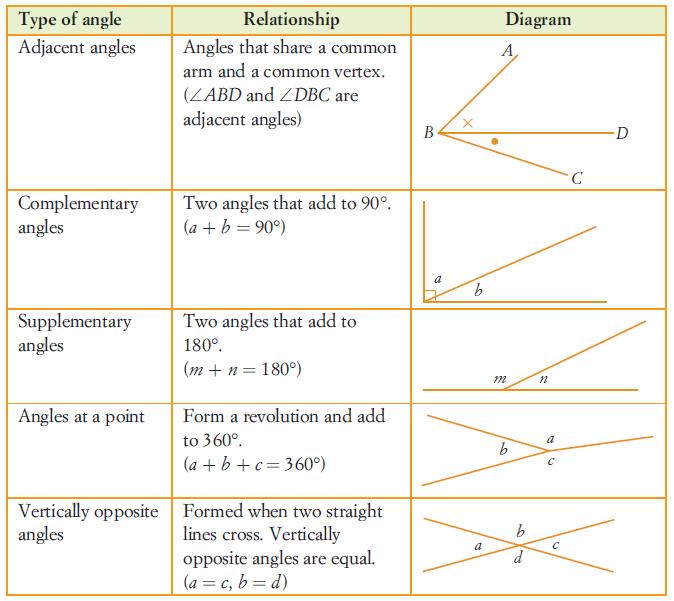 Type of angle
Relationship
Diagram
Adjacent angles
Angles that share a common
arm and a common vertex.
(∠ABD and ∠DBC are
adjacent angles)
A
B
×
D
C
Complementary
angles
Two angles that add to 90°.
(a + b = 90°)
a
b
Supplementary
angles
Two angles that add to
180°.
(m + n = 180°)
m
n
Angles at a point
Form a revolution and add
to 360°.
(a + b + c = 360°)
a
b
c
Vertically opposite
angles
Formed when two straight
lines cross. Vertically
opposite angles are equal.
(a = c, b = d)
b
a
c
d